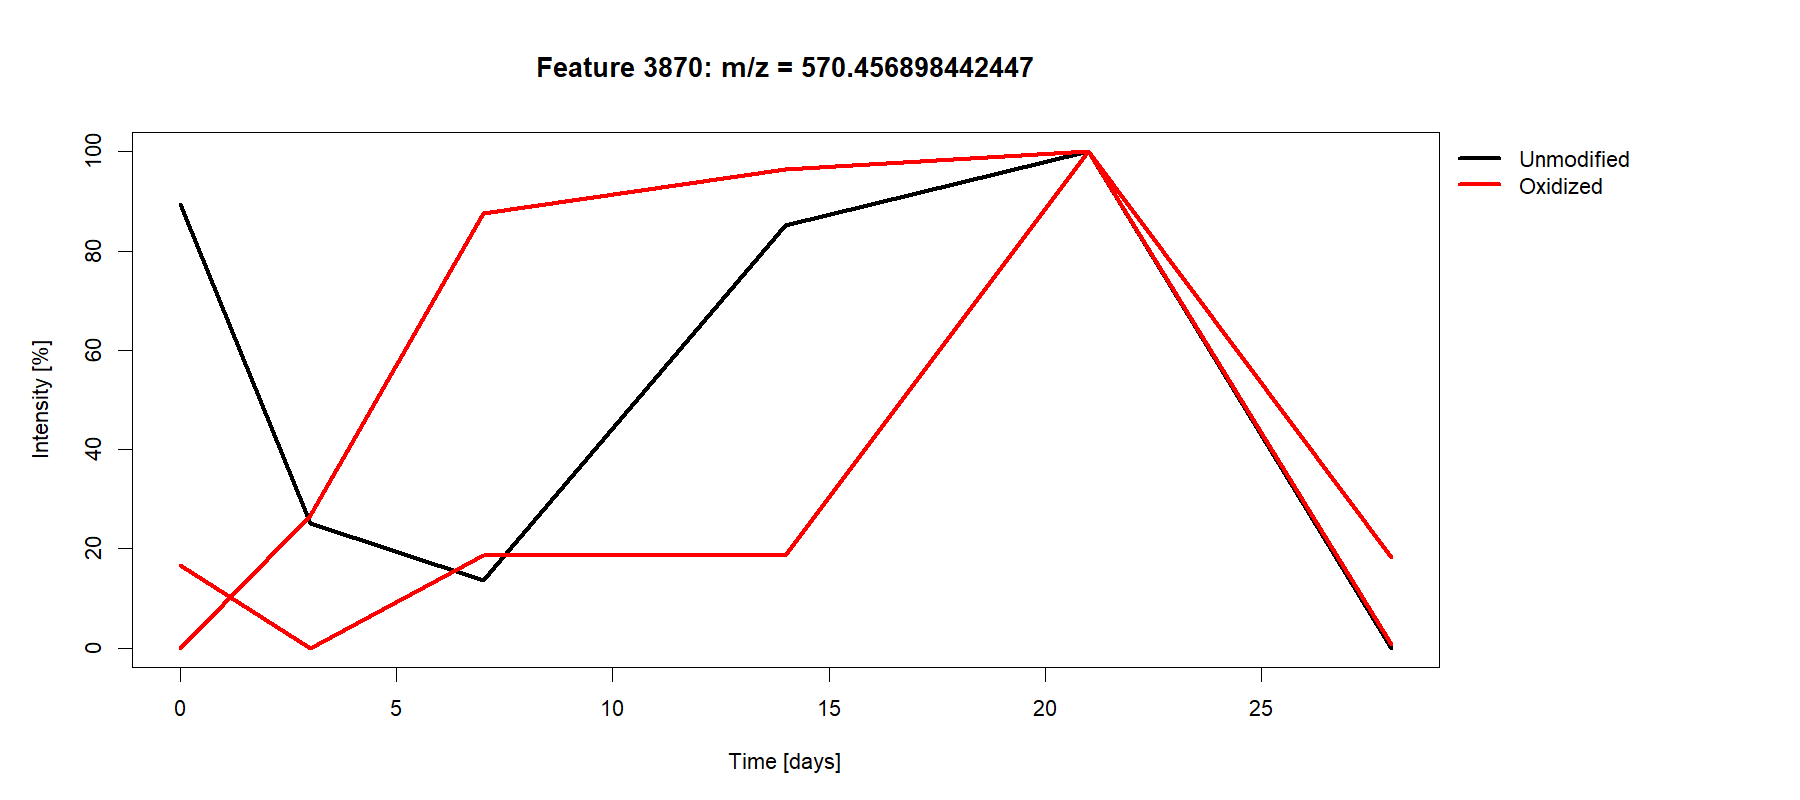 Feature 3870: m/z = 570.456898442447
Unmodified
Oxidized
Intensity [%]
100
80
60
40
20
0
0 5 10 15 20 25
Time [days]